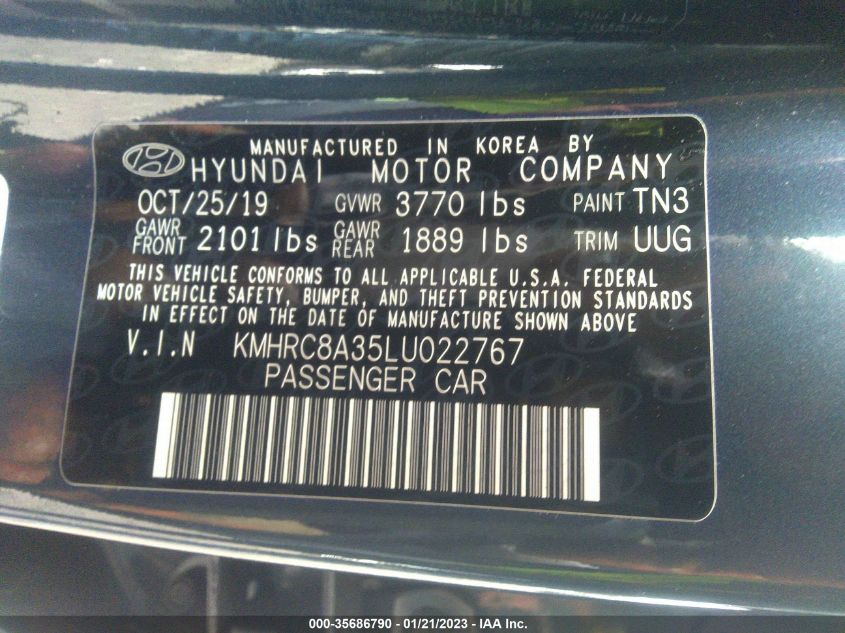 MANUFACTURED IN KOREA BY
HYUNDAI MOTOR COMPANY
OCT/25/19 GVWR 3770 lbs PAINT TN3
GAWR FRONT 2101 lbs GAWR REAR 1889 lbs TRIM UUG
THIS VEHICLE CONFORMS TO ALL APPLICABLE U.S.A. FEDERAL
MOTOR VEHICLE SAFETY, BUMPER, AND THEFT PREVENTION STANDARDS
IN EFFECT ON THE DATE OF MANUFACTURE SHOWN ABOVE
V.I.N KMHRC8A35LU022767
PASSENGER CAR
000-35686790 - 01/21/2023 - IAA Inc.